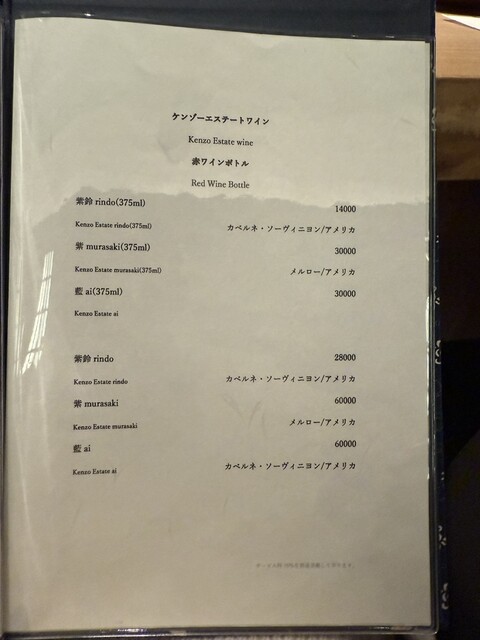 ケンゾーエステートワイン
Kenzo Estate wine
赤ワインボトル
Red Wine Bottle
紫鈴 rindo(375ml) 14000
Kenzo Estate rindo(375ml) カベルネ・ソーヴィニヨン/アメリカ
紫 murasaki(375ml) 30000
Kenzo Estate murasaki(375ml) メルロー/アメリカ
藍 ai(375ml) 30000
Kenzo Estate ai
紫鈴 rindo 28000
Kenzo Estate rindo カベルネ・ソーヴィニヨン/アメリカ
紫 murasaki 60000
Kenzo Estate murasaki メルロー/アメリカ
藍 ai 60000
Kenzo Estate ai カベルネ・ソーヴィニヨン/アメリカ